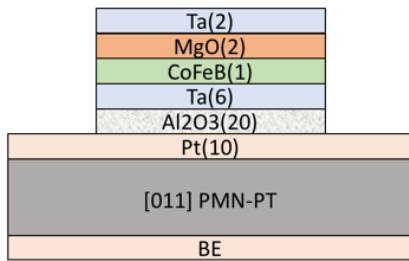 Ta(2)
MgO(2)
CoFeB(1)
Ta(6)
Al2O3(20)
Pt(10)
[011] PMN-PT
BE